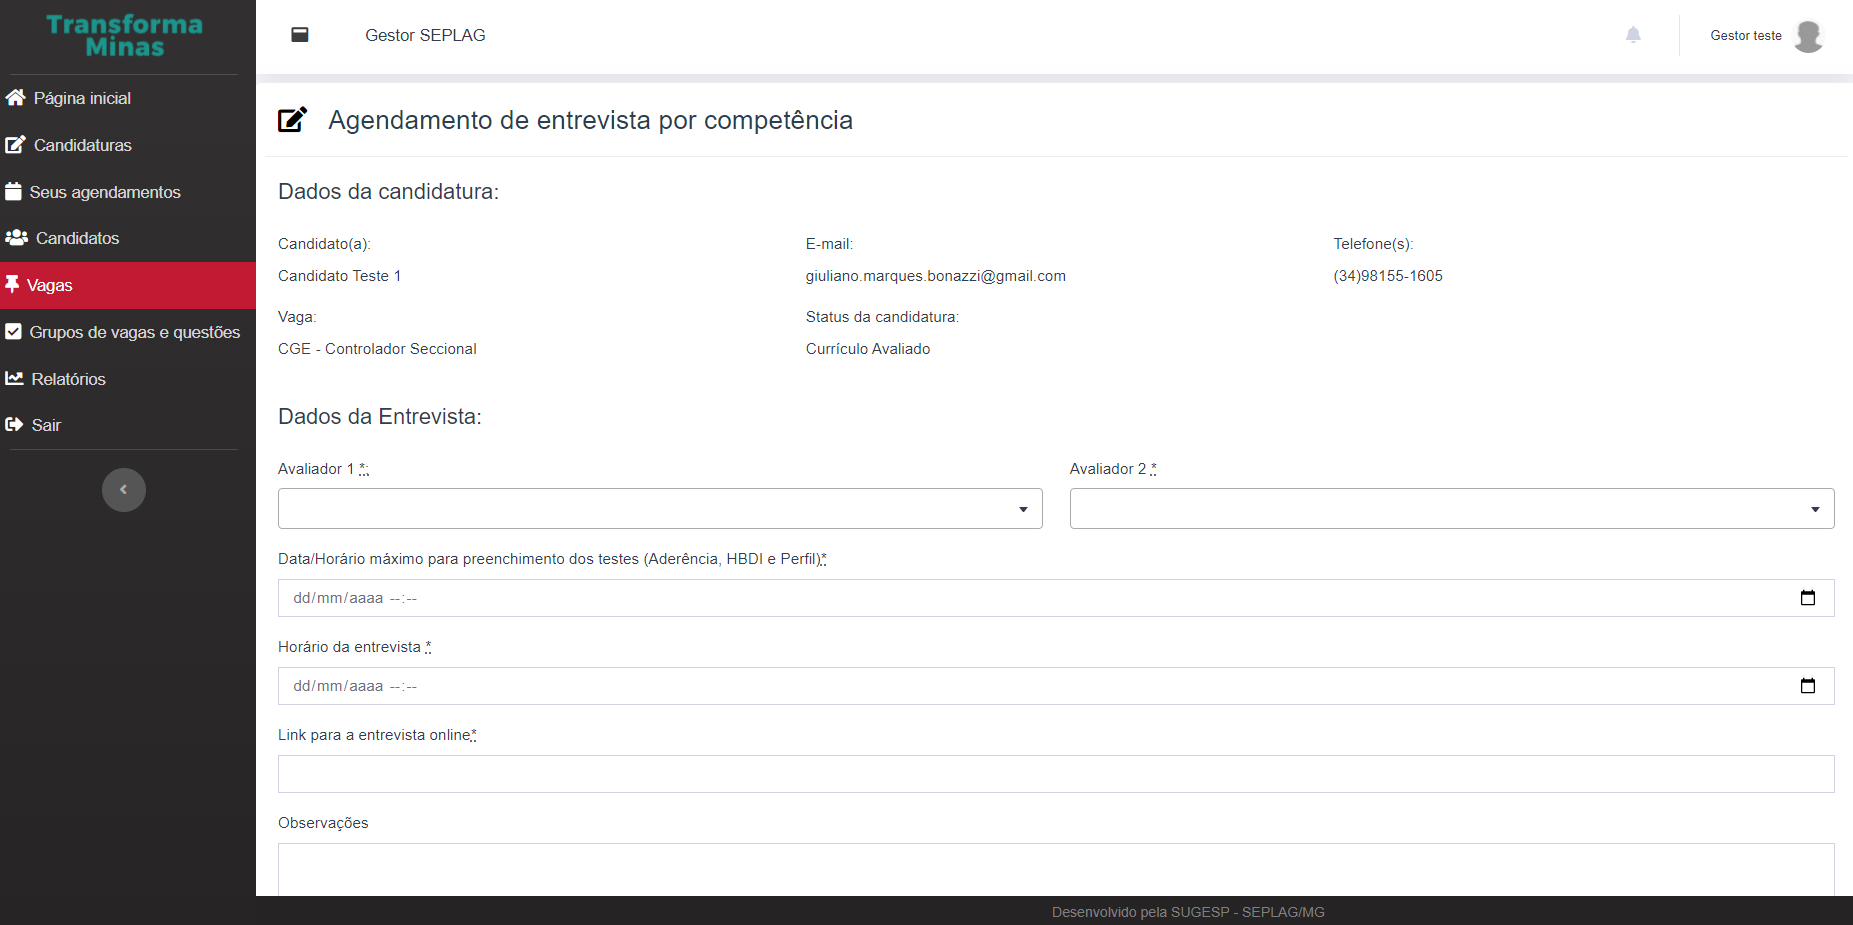 Transforma
Minas
Página inicial
Candidaturas
Seus agendamentos
Candidatos
Vagas
Grupos de vagas e questões
Relatórios
Sair
Gestor SEPLAG
Gestor teste
Agendamento de entrevista por competência
Dados da candidatura:
Candidato(a):
E-mail:
Telefone(s):
Candidato Teste 1
giuliano.marques.bonazzi@gmail.com
(34)98155-1605
Vaga:
Status da candidatura:
CGE - Controlador Seccional
Currículo Avaliado
Dados da Entrevista:
Avaliador 1 *:
Avaliador 2 *
Data/Horário máximo para preenchimento dos testes (Aderência, HBDI e Perfil)*
dd/mm/aaaa --:--
Horário da entrevista *
dd/mm/aaaa --:--
Link para a entrevista online*
Observações
Desenvolvido pela SUGESP - SEPLAG/MG